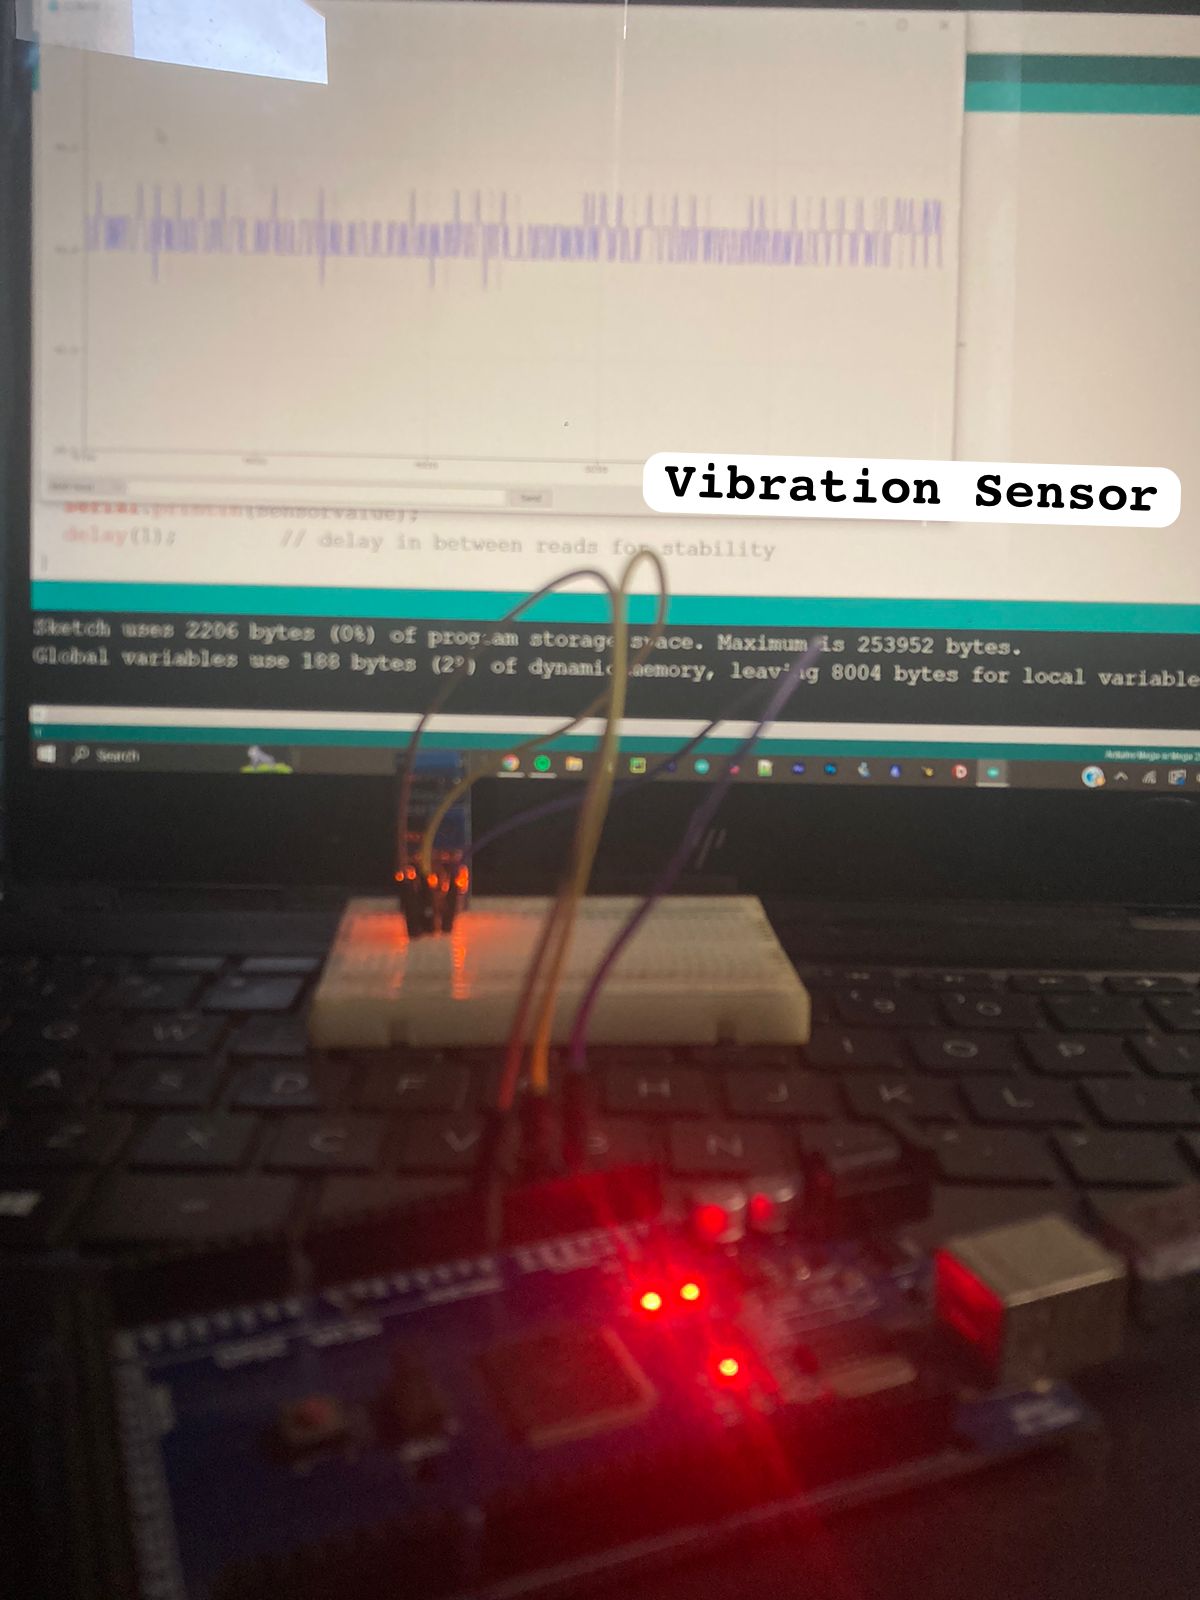 Vibration Sensor
Serial.println(sensorValue);
delay(1);        // delay in between reads for stability
}
Sketch uses 2206 bytes (0%) of program storage space. Maximum is 253952 bytes.
Global variables use 188 bytes (2%) of dynamic memory, leaving 8004 bytes for local variable
Search
W
O
P
A
S
D
F
H
J
K
L
Z
X
C
V
B
N